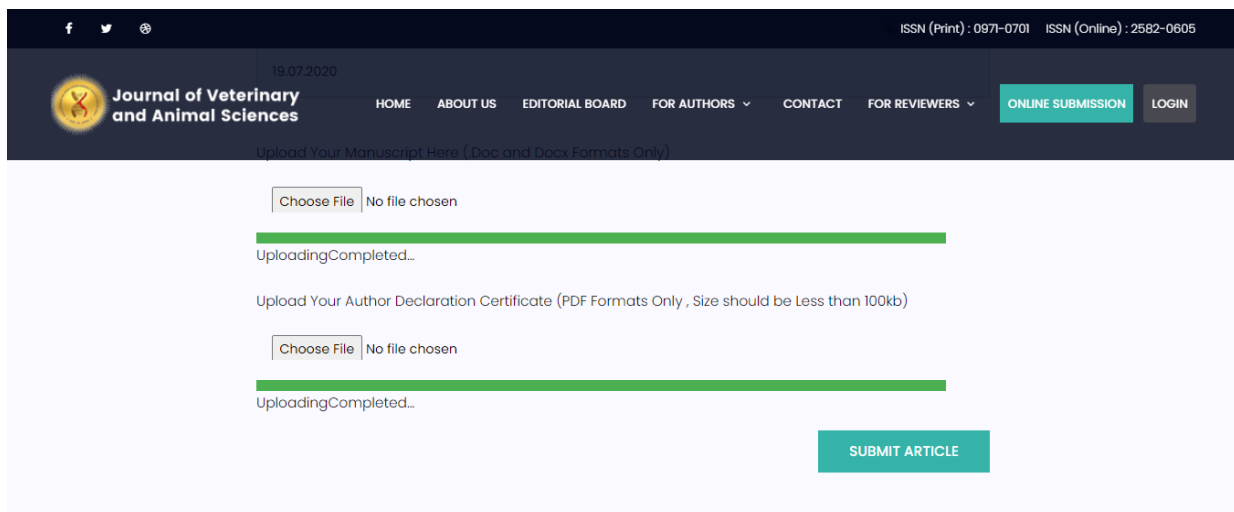 ISSN (Print) : 0971-0701 ISSN (Online) : 2582-0605
19.07.2020
Journal of Veterinary
and Animal Sciences
HOME ABOUT US EDITORIAL BOARD FOR AUTHORS CONTACT FOR REVIEWERS ONLINE SUBMISSION LOGIN
Upload Your Manuscript Here (.Doc and Docx Formats Only)
Choose File No file chosen
UploadingCompleted...
Upload Your Author Declaration Certificate (PDF Formats Only , Size should be Less than 100kb)
Choose File No file chosen
UploadingCompleted...
SUBMIT ARTICLE